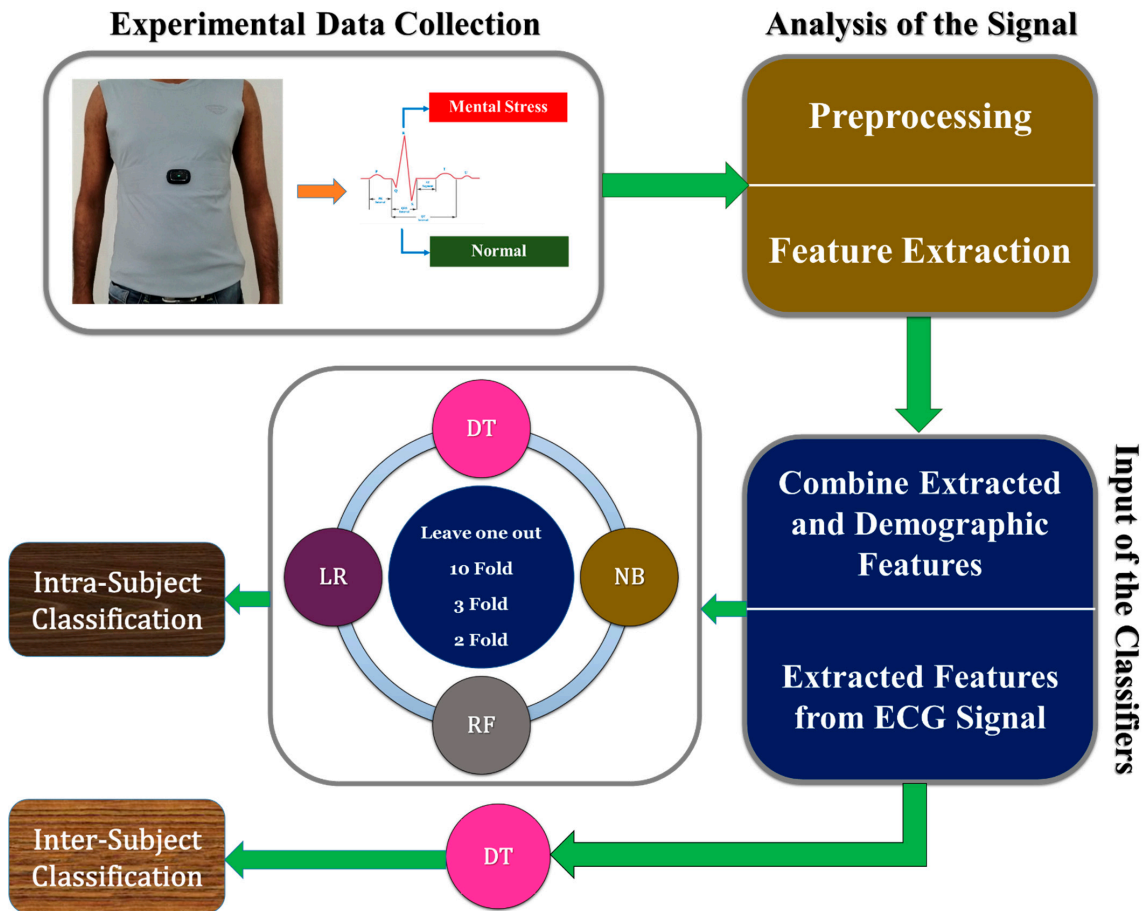 Experimental Data Collection
Analysis of the Signal
Mental Stress
Normal
P
R
Q
S
T
U
Preprocessing
Feature Extraction
Input of the Classifiers
Combine Extracted
and Demographic
Features
Extracted Features
from ECG Signal
DT
LR
NB
RF
Leave one out
10 Fold
3 Fold
2 Fold
Intra-Subject
Classification
Inter-Subject
Classification
DT